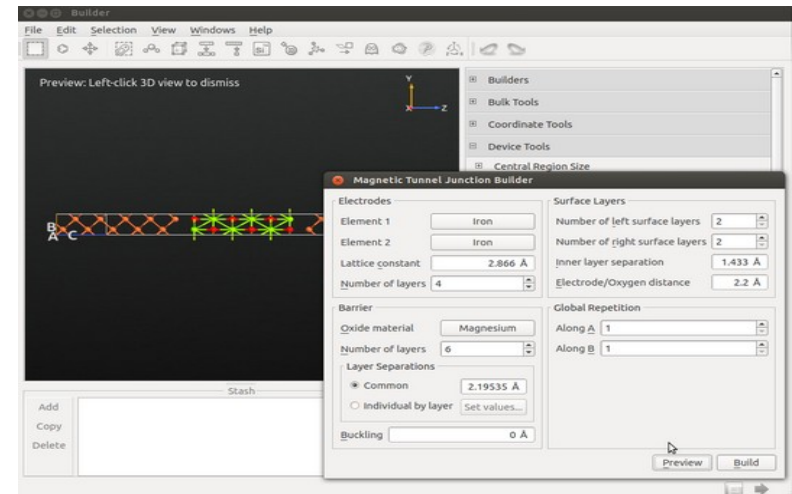 Builder
File Edit Selection View Windows Help
Preview: Left-click 3D view to dismiss
Y
X Z
B
A C
Builders
Bulk Tools
Coordinate Tools
Device Tools
Central Region Size
Magnetic Tunnel Junction Builder
Electrodes
Element 1 Iron
Element 2 Iron
Lattice constant 2.866 Å
Number of layers 4
Barrier
Oxide material Magnesium
Number of layers 6
Layer Separations
Common 2.19535 Å
Individual by layer Set values...
Buckling 0 Å
Surface Layers
Number of left surface layers 2
Number of right surface layers 2
Inner layer separation 1.433 Å
Electrode/Oxygen distance 2.2 Å
Global Repetition
Along A 1
Along B 1
Preview Build
Stash
Add
Copy
Delete